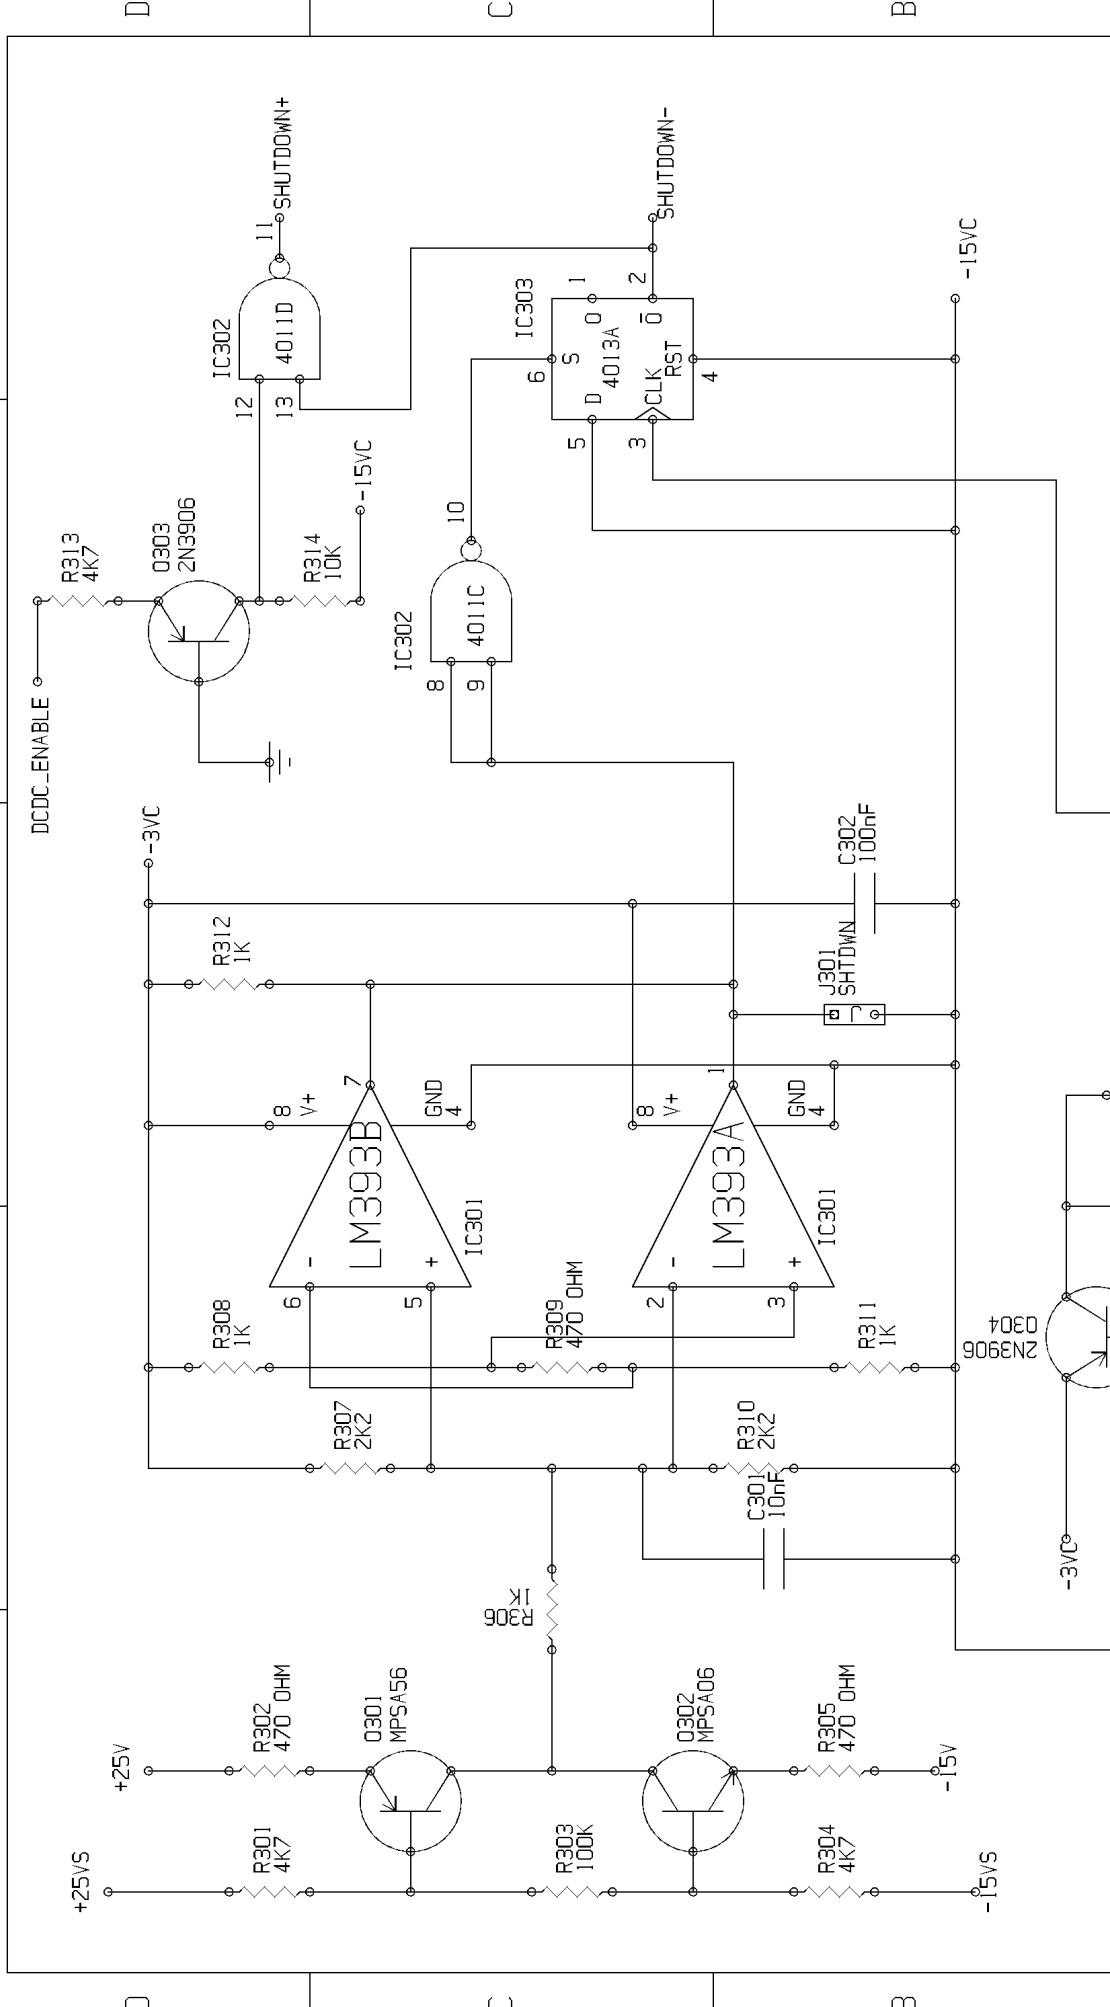 D
C
B
DCDC_ENABLE
R313
4K7
Q303
2N3906
R314
10K
-15VC
IC302
12
13
4011D
11
SHUTDOWN+
IC302
8
9
4011C
10
IC303
6
S
5
D
4013A
Q
1
3
CLK
RST
Q
2
4
SHUTDOWN-
-15VC
-3VC
R312
1K
8
V+
7
LM393B
GND
4
IC301
-
6
+
5
8
V+
1
LM393A
GND
4
IC301
-
2
+
3
J301
SHTDWN
J
C302
100nF
R308
1K
R309
470 OHM
R311
1K
R307
2K2
R310
2K2
C301
10nF
R306
1K
Q304
2N3906
-3VC
+25V
R302
470 OHM
Q301
MPSA56
Q302
MPSA06
R305
470 OHM
-15V
+25VS
R301
4K7
R303
100K
R304
4K7
-15VS
D
C
B